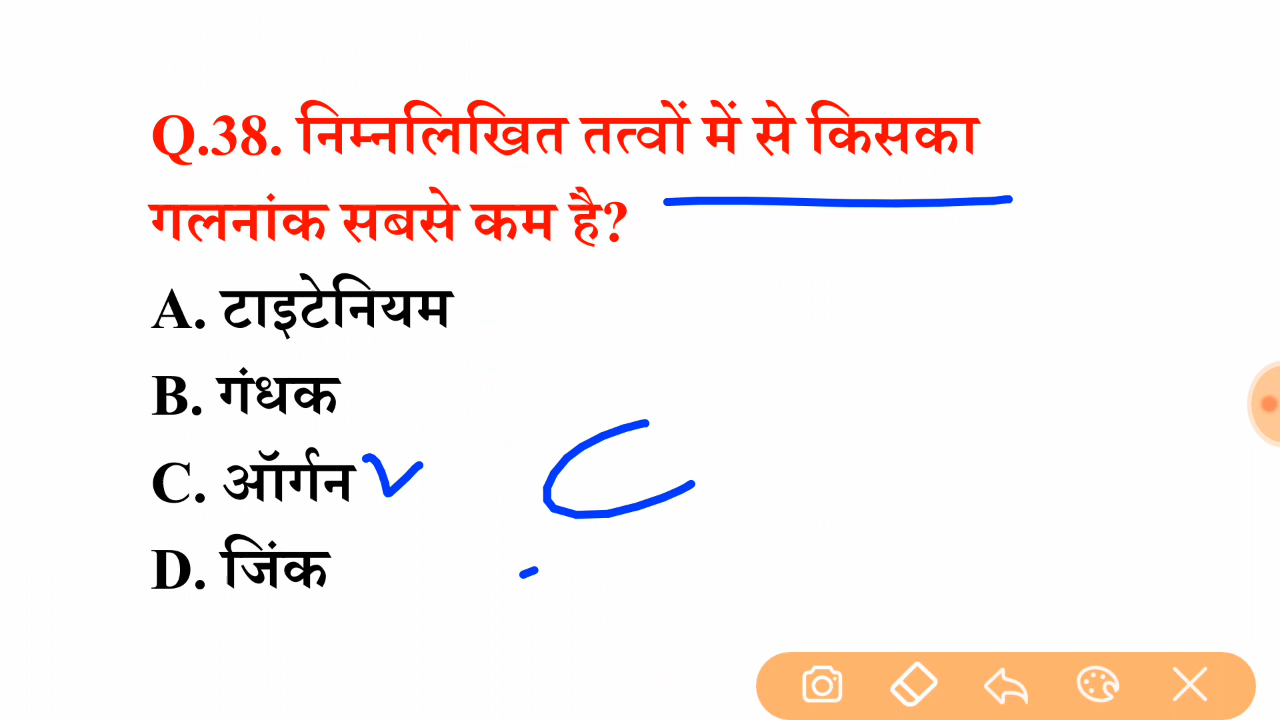 Q.38. निम्नलिखित तत्वों में से किसका
गलनांक सबसे कम है?
A. टाइटेनियम
B. गंधक
C. ऑर्गन
D. जिंक
C